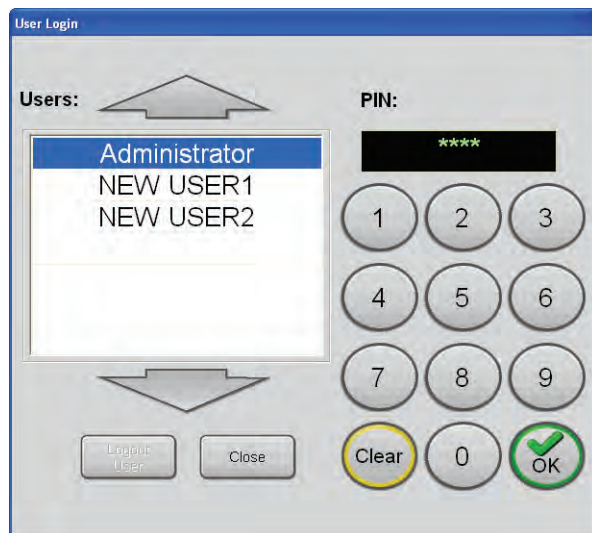 User Login
Users:
PIN:
Administrator
NEW USER1
NEW USER2
****
1 2 3
4 5 6
7 8 9
Clear 0 OK
Logout
User
Close